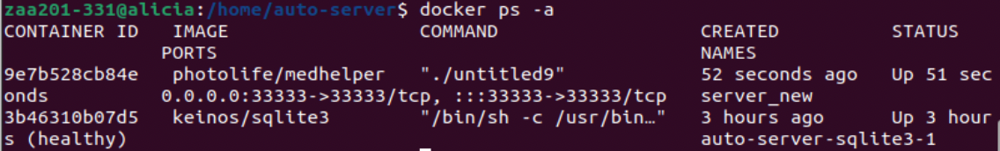 zaa201-331@alicia:/home/auto-server$ docker ps -a
CONTAINER ID   IMAGE                  COMMAND                  CREATED          STATUS
               PORTS                                           NAMES
9e7b528cb84e   photolife/medhelper    "./untitled9"            52 seconds ago   Up 51 sec
onds           0.0.0.0:33333->33333/tcp, :::33333->33333/tcp   server_new
3b46310b07d5   keinos/sqlite3         "/bin/sh -c /usr/bin…"   3 hours ago      Up 3 hour
s (healthy)                                                    auto-server-sqlite3-1